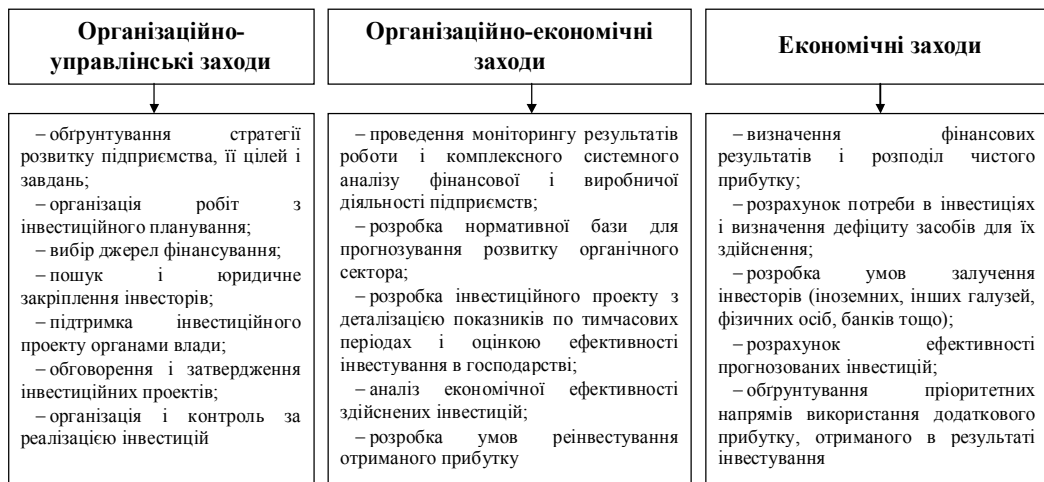 Організаційно-
управлінські заходи
– обґрунтування стратегії
розвитку підприємства, її цілей і
завдань;
– організація робіт з
інвестиційного планування;
– вибір джерел фінансування;
– пошук і юридичне
закріплення інвесторів;
– підтримка інвестиційного
проекту органами влади;
– обговорення і затвердження
інвестиційних проектів;
– організація і контроль за
реалізацією інвестицій
Організаційно-економічні
заходи
– проведення моніторингу результатів
роботи і комплексного системного
аналізу фінансової і виробничої
діяльності підприємств;
– розробка нормативної бази для
прогнозування розвитку органічного
сектора;
– розробка інвестиційного проекту з
деталізацією показників по тимчасових
періодах і оцінкою ефективності
інвестування в господарстві;
– аналіз економічної ефективності
здійснених інвестицій;
– розробка умов реінвестування
отриманого прибутку
Економічні заходи
– визначення фінансових
результатів і розподіл чистого
прибутку;
– розрахунок потреби в інвестиціях
і визначення дефіциту засобів для їх
здійснення;
– розробка умов залучення
інвесторів (іноземних, інших галузей,
фізичних осіб, банків тощо);
– розрахунок ефективності
прогнозованих інвестицій;
– обґрунтування пріоритетних
напрямів використання додаткового
прибутку, отриманого в результаті
інвестування